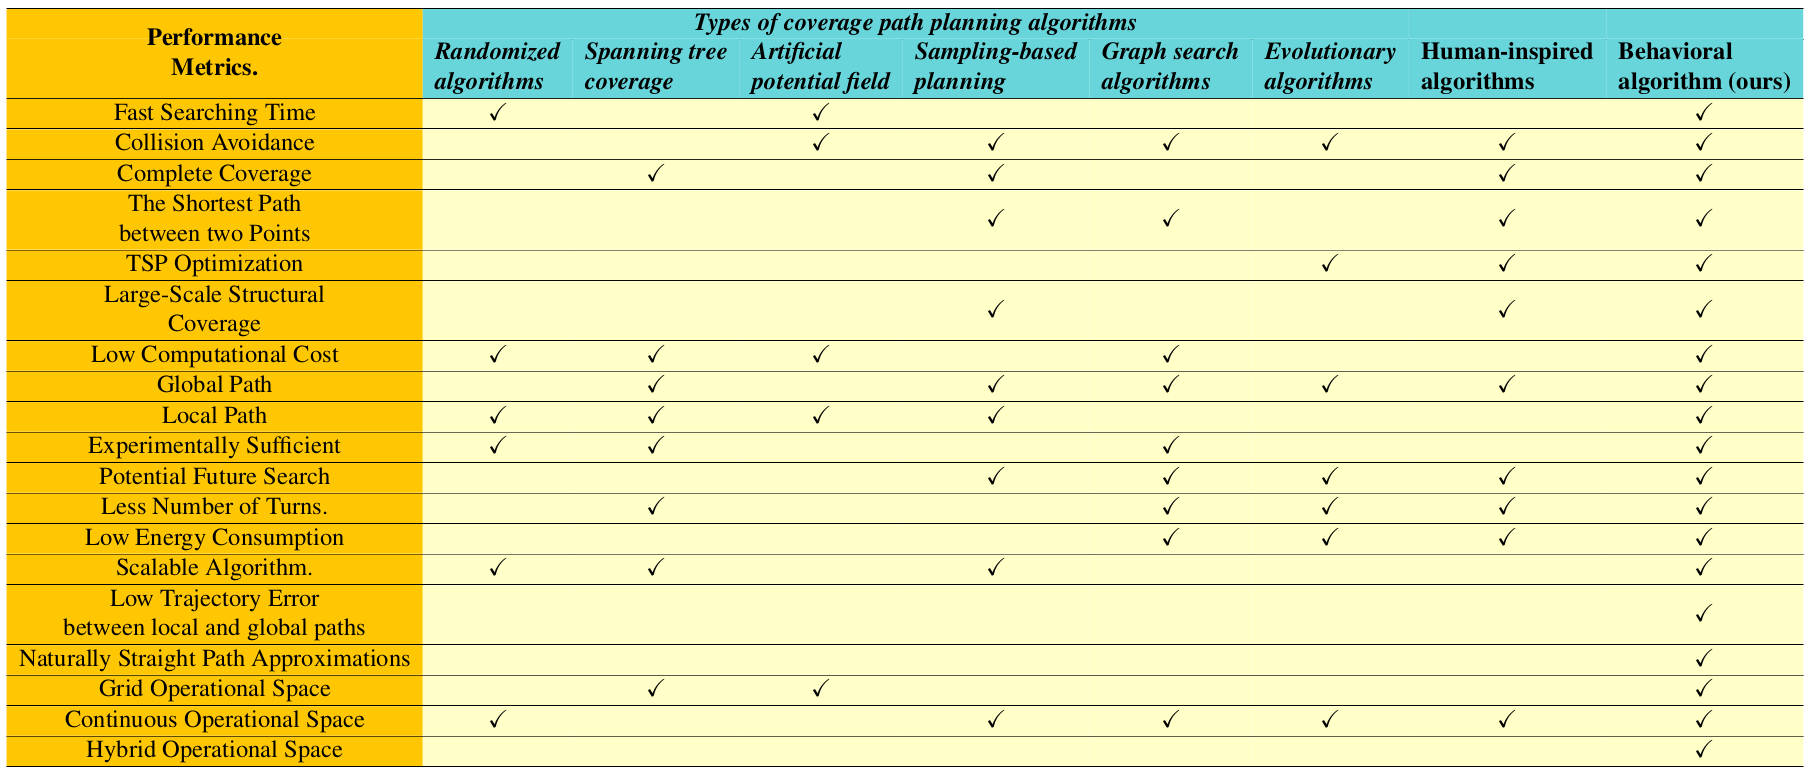 Types of coverage path planning algorithms
Performance
Metrics.
Randomized algorithms
Spanning tree coverage
Artificial potential field
Sampling-based planning
Graph search algorithms
Evolutionary algorithms
Human-inspired algorithms
Behavioral algorithm (ours)
Fast Searching Time ✓ ✓ ✓
Collision Avoidance ✓ ✓ ✓ ✓ ✓ ✓
Complete Coverage ✓ ✓ ✓ ✓
The Shortest Path
between two Points ✓ ✓ ✓ ✓
TSP Optimization ✓ ✓ ✓
Large-Scale Structural
Coverage ✓ ✓ ✓
Low Computational Cost ✓ ✓ ✓ ✓ ✓
Global Path ✓ ✓ ✓ ✓ ✓ ✓
Local Path ✓ ✓ ✓ ✓ ✓
Experimentally Sufficient ✓ ✓ ✓ ✓
Potential Future Search ✓ ✓ ✓ ✓ ✓
Less Number of Turns. ✓ ✓ ✓ ✓ ✓
Low Energy Consumption ✓ ✓ ✓ ✓
Scalable Algorithm. ✓ ✓ ✓ ✓
Low Trajectory Error
between local and global paths ✓
Naturally Straight Path Approximations ✓
Grid Operational Space ✓ ✓ ✓
Continuous Operational Space ✓ ✓ ✓ ✓ ✓ ✓
Hybrid Operational Space ✓